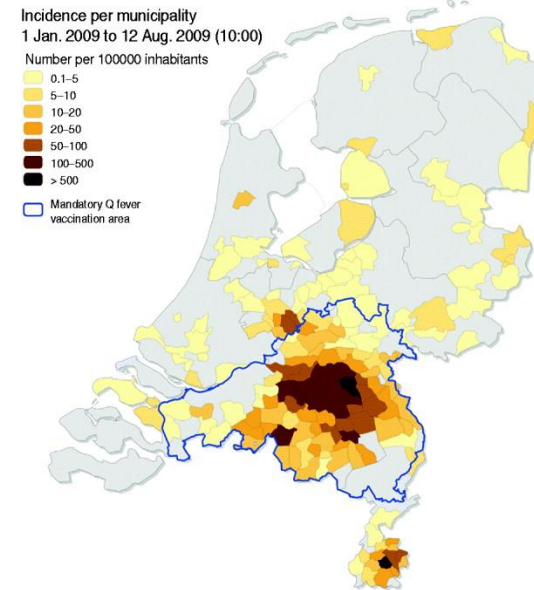 Incidence per municipality
1 Jan. 2009 to 12 Aug. 2009 (10:00)
Number per 100000 inhabitants
0.1–5
5–10
10–20
20–50
50–100
100–500
> 500
Mandatory Q fever
vaccination area